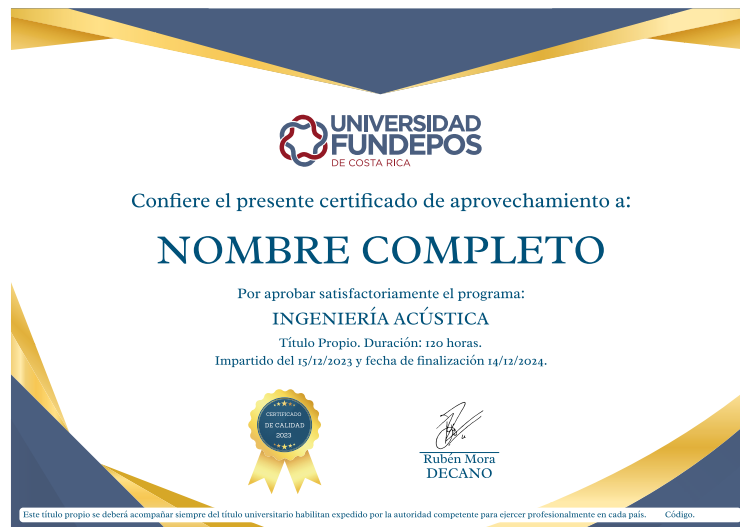 UNIVERSIDAD
FUNDEPOS
DE COSTA RICA
Confiere el presente certificado de aprovechamiento a:
NOMBRE COMPLETO
Por aprobar satisfactoriamente el programa:
INGENIERÍA ACÚSTICA
Título Propio. Duración: 120 horas.
Impartido del 15/12/2023 y fecha de finalización 14/12/2024.
CERTIFICADO
DE CALIDAD
2023
Rubén Mora
DECANO
Este título propio se deberá acompañar siempre del título universitario habilitan expedido por la autoridad competente para ejercer profesionalmente en cada país. Código.